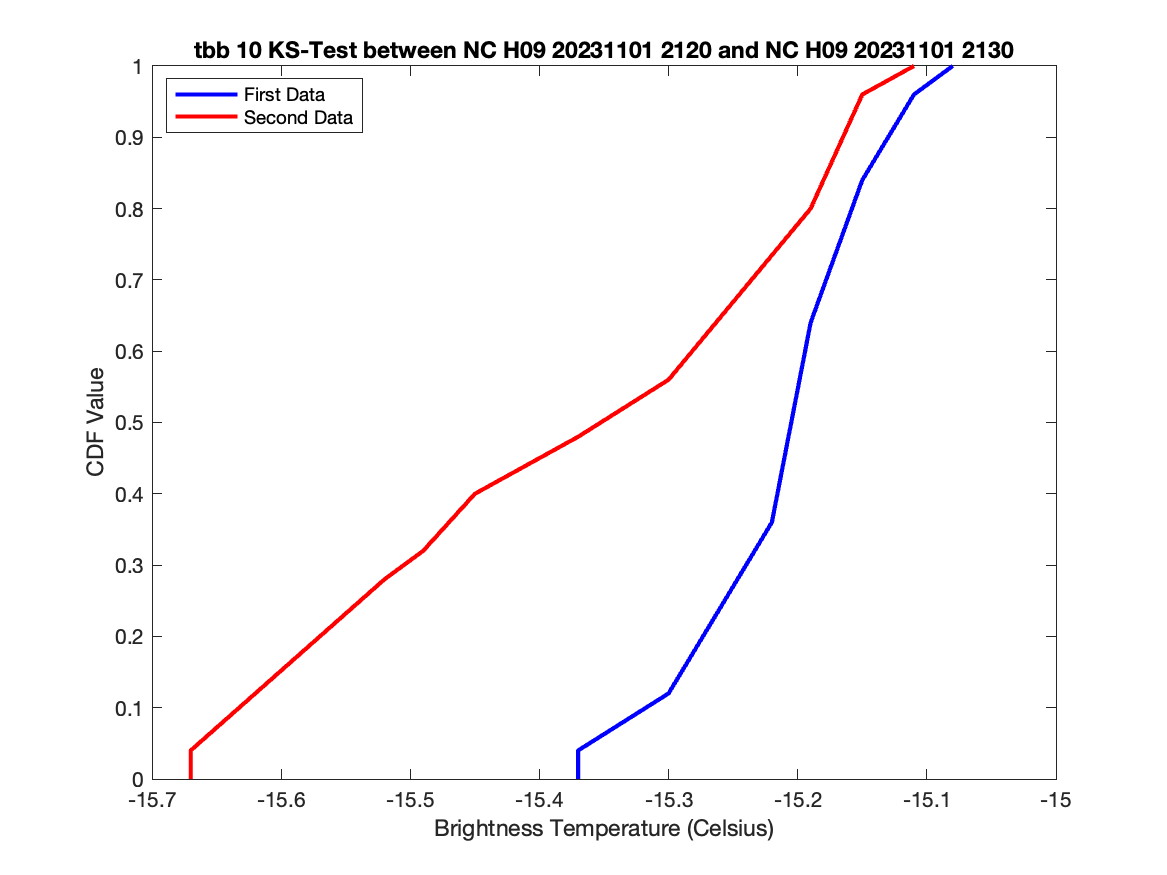 tbb 10 KS-Test between NC H09 20231101 2120 and NC H09 20231101 2130
First Data
Second Data
1
0.9
0.8
0.7
0.6
0.5
0.4
0.3
0.2
0.1
0
CDF Value
-15.7 -15.6 -15.5 -15.4 -15.3 -15.2 -15.1 -15
Brightness Temperature (Celsius)